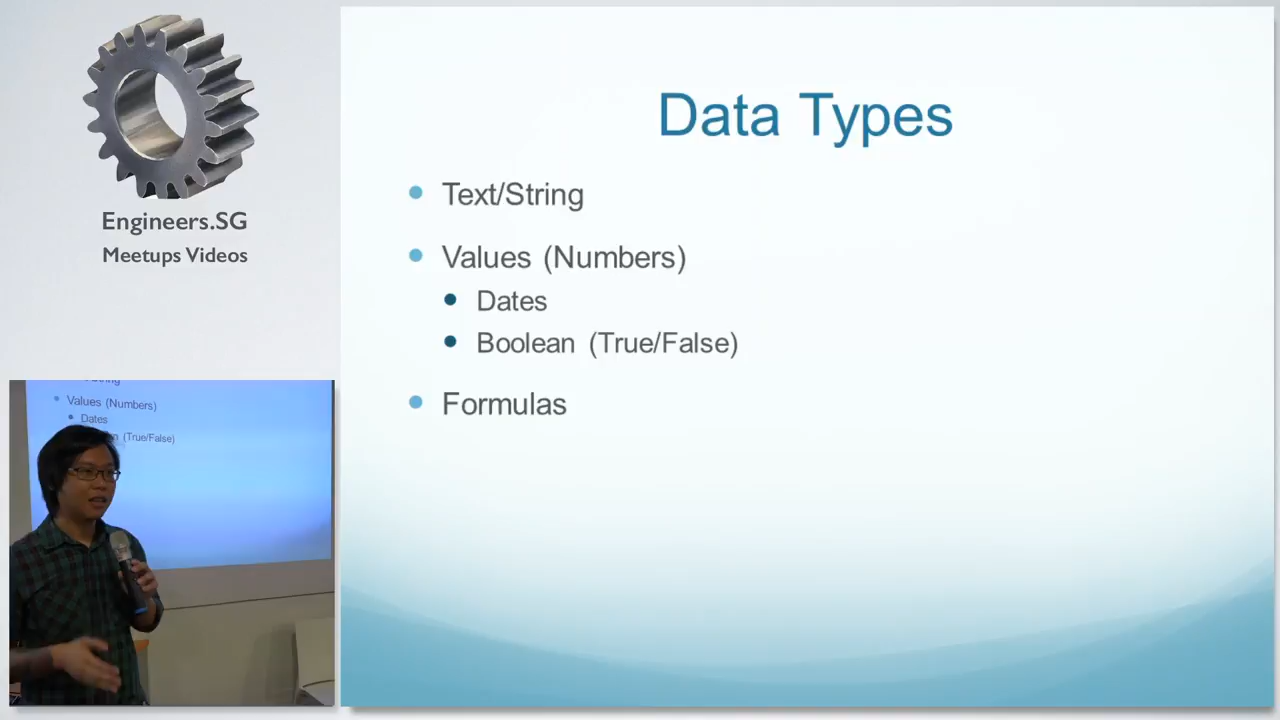 Engineers.SG
Meetups Videos
Data Types
Text/String
Values (Numbers)
Dates
Boolean (True/False)
Formulas
Values (Numbers)
Dates
(True/False)